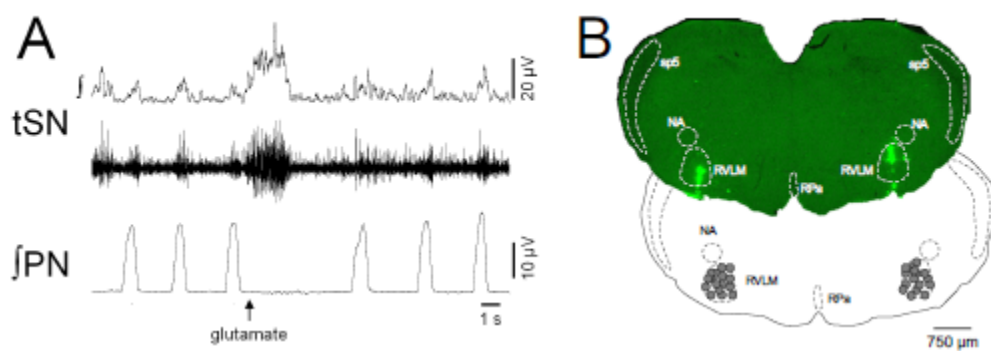 A
∫
tSN
20 µV
∫PN
10 µV
1 s
glutamate
B
sp5
sp5
NA
NA
RVLM
RVLM
RPa
NA
RVLM
RPa
750 µm